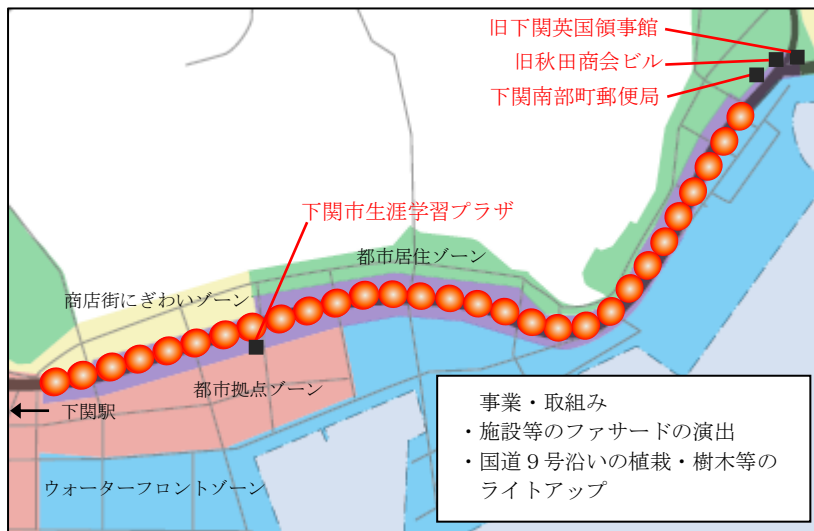 旧下関英国領事館
旧秋田商会ビル
下関南部町郵便局
下関市生涯学習プラザ
都市居住ゾーン
商店街にぎわいゾーン
都市拠点ゾーン
下関駅
ウォーターフロントゾーン
事業・取組み
・施設等のファサードの演出
・国道９号沿いの植栽・樹木等の
ライトアップ